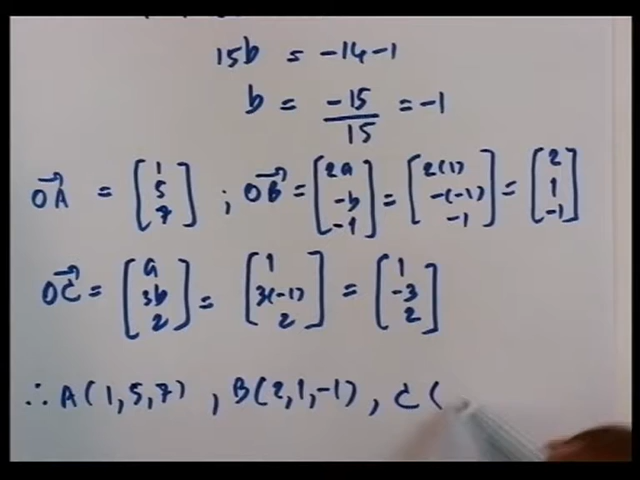 15b = -14-1
b = -15/15 = -1
OA→ = [1 5 7] ; OB→ = [2a -b -1] = [2(1) -(-1) -1] = [2 1 -1]
OC→ = [a 3b 2] = [1 3(-1) 2] = [1 -3 2]
∴ A(1,5,7) , B(2,1,-1) , C(